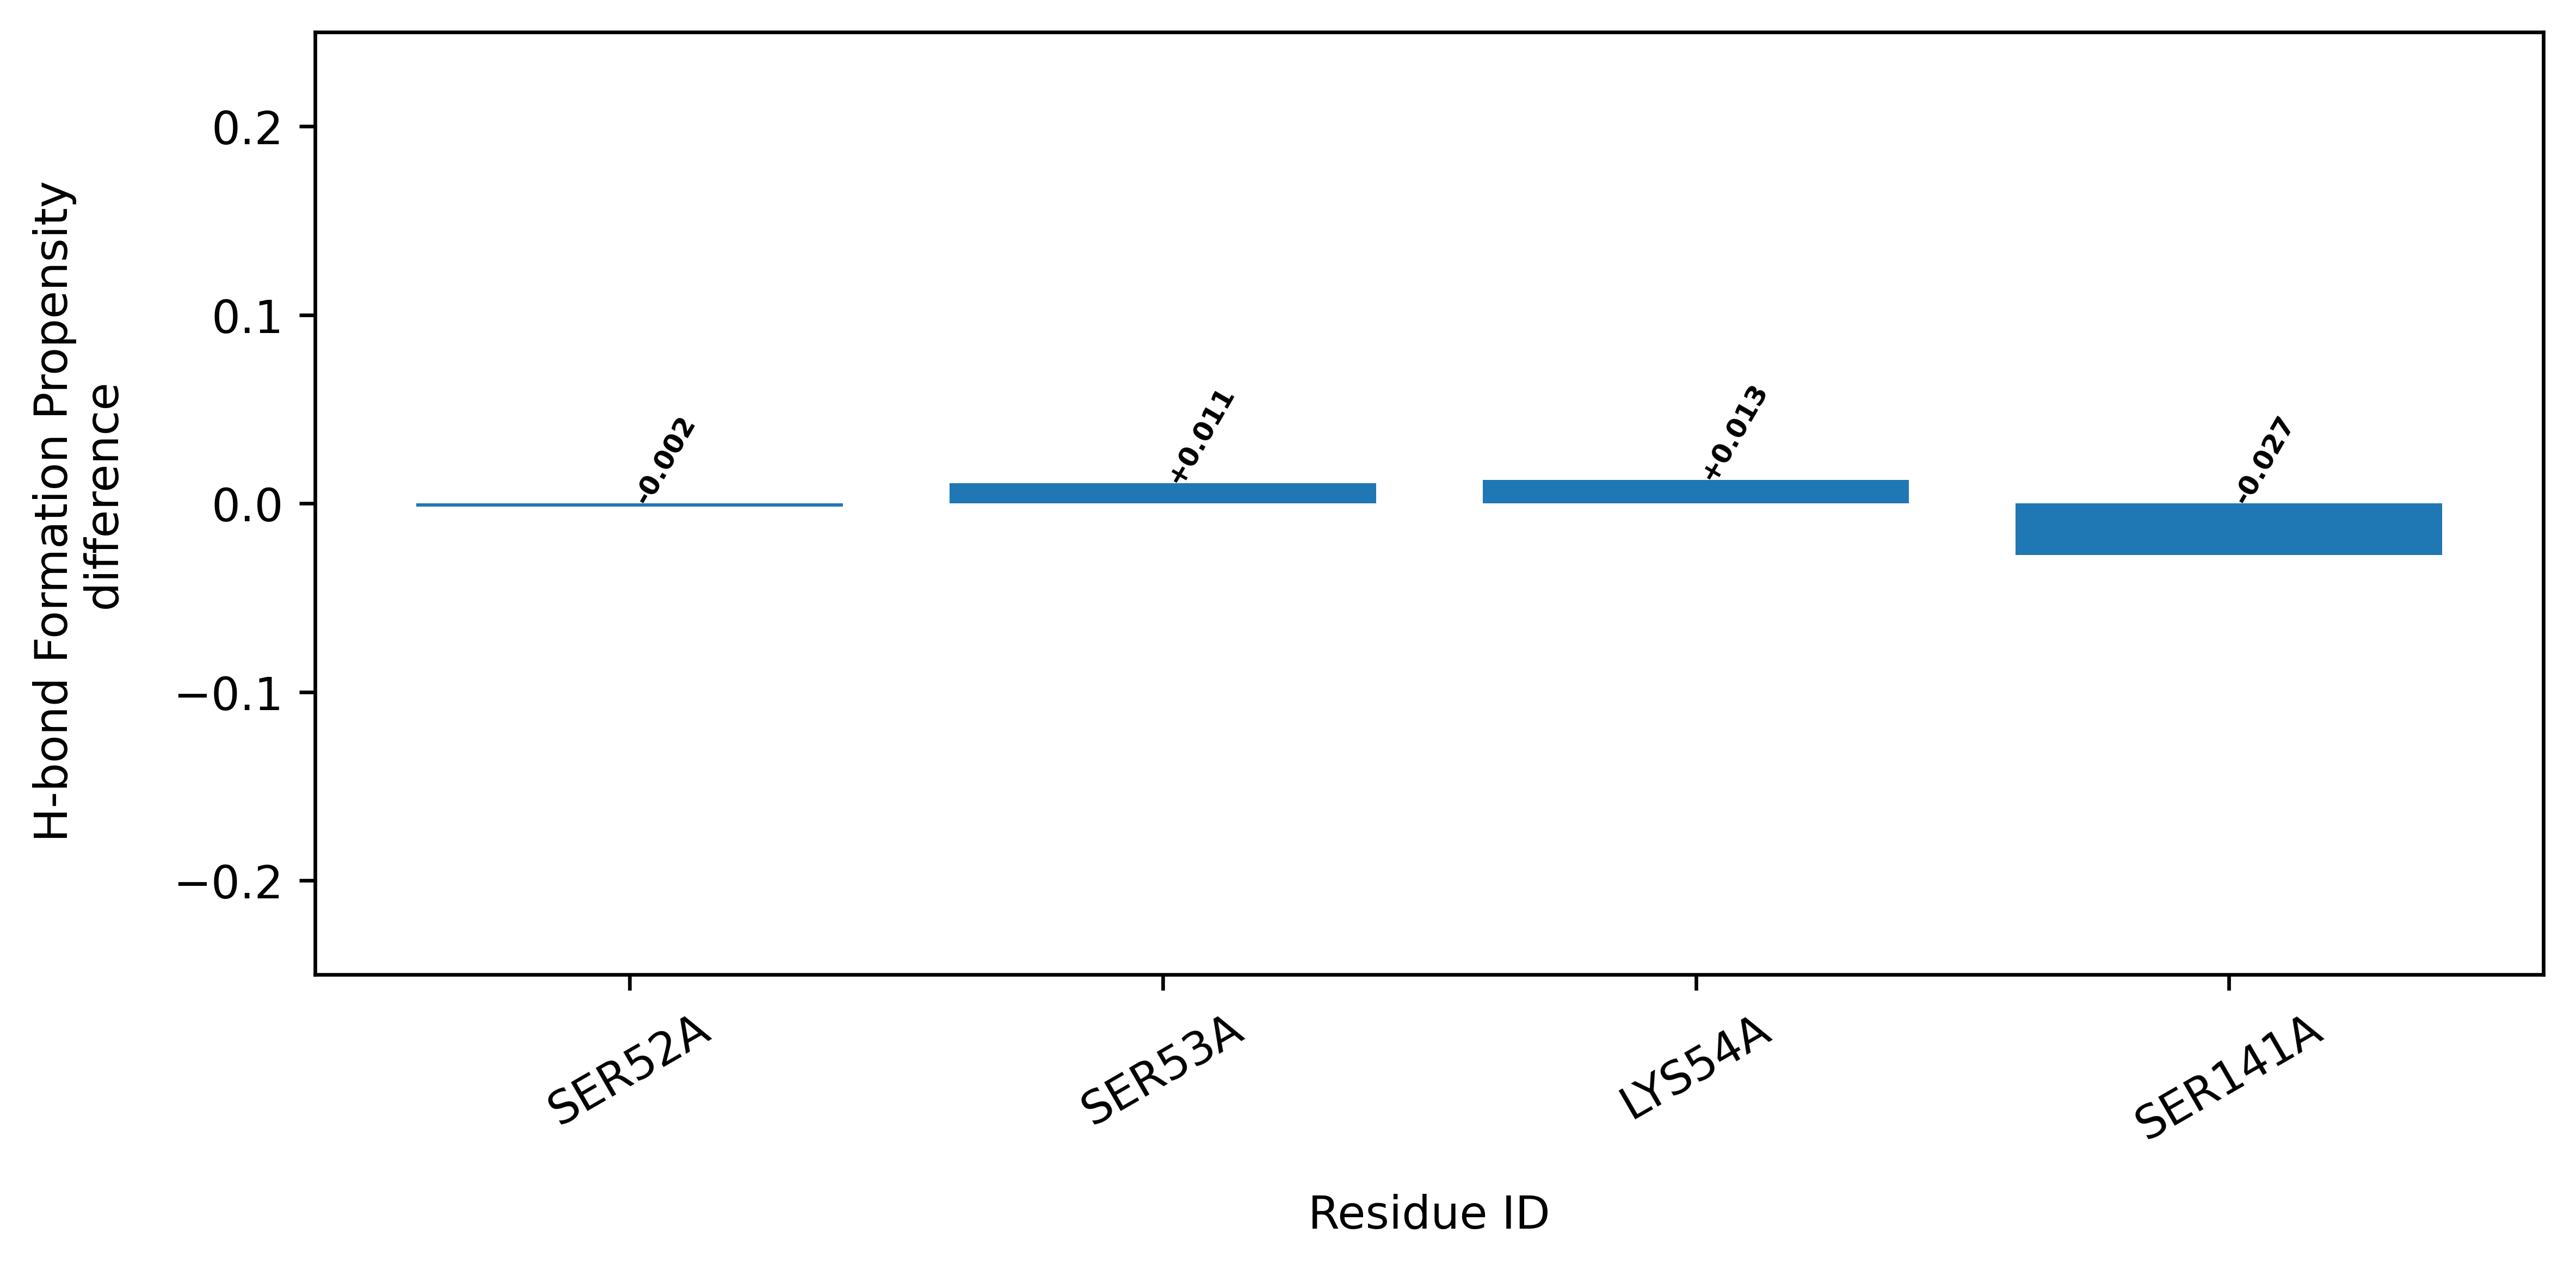 H-bond Formation Propensity
difference
0.2
0.1
0.0
−0.1
−0.2
-0.002
+0.011
+0.013
-0.027
SER52A
SER53A
LYS54A
SER141A
Residue ID